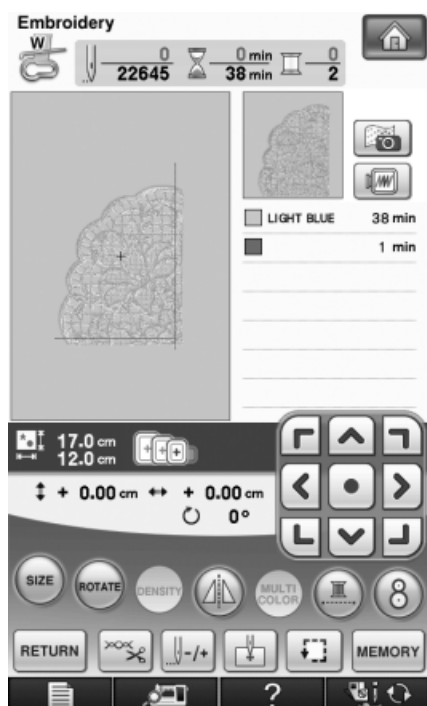 Embroidery
W
0
22645
0 min
38 min
0
2
LIGHT BLUE 38 min
1 min
17.0 cm
12.0 cm
+ 0.00 cm + 0.00 cm
0°
SIZE
ROTATE
DENSITY
MULTI
COLOR
8
RETURN
-/+
MEMORY
?
i